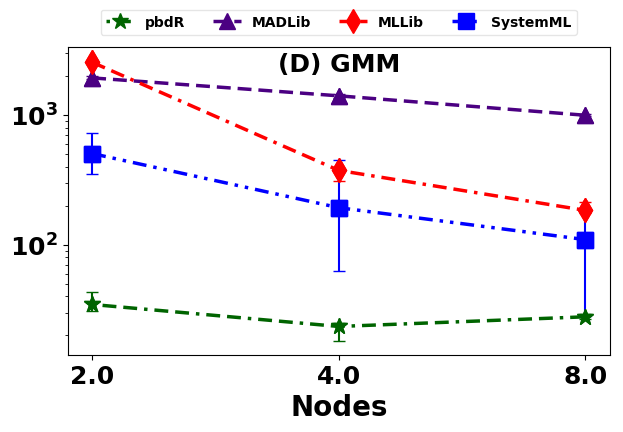 pbdR MADLib MLLib SystemML
(D) GMM
10³
10²
2.0 4.0 8.0
Nodes